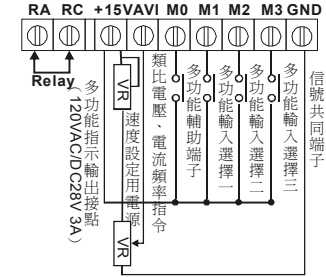 RA RC +15V AVI M0 M1 M2 M3 GND
Relay
多功能指示輸出接點
（120VAC/DC28V 3A）
VR
速度設定用電源
類比電壓、電流頻率指令
多功能輔助端子
多功能輸入選擇一
多功能輸入選擇二
多功能輸入選擇三
信號共同端子
VR